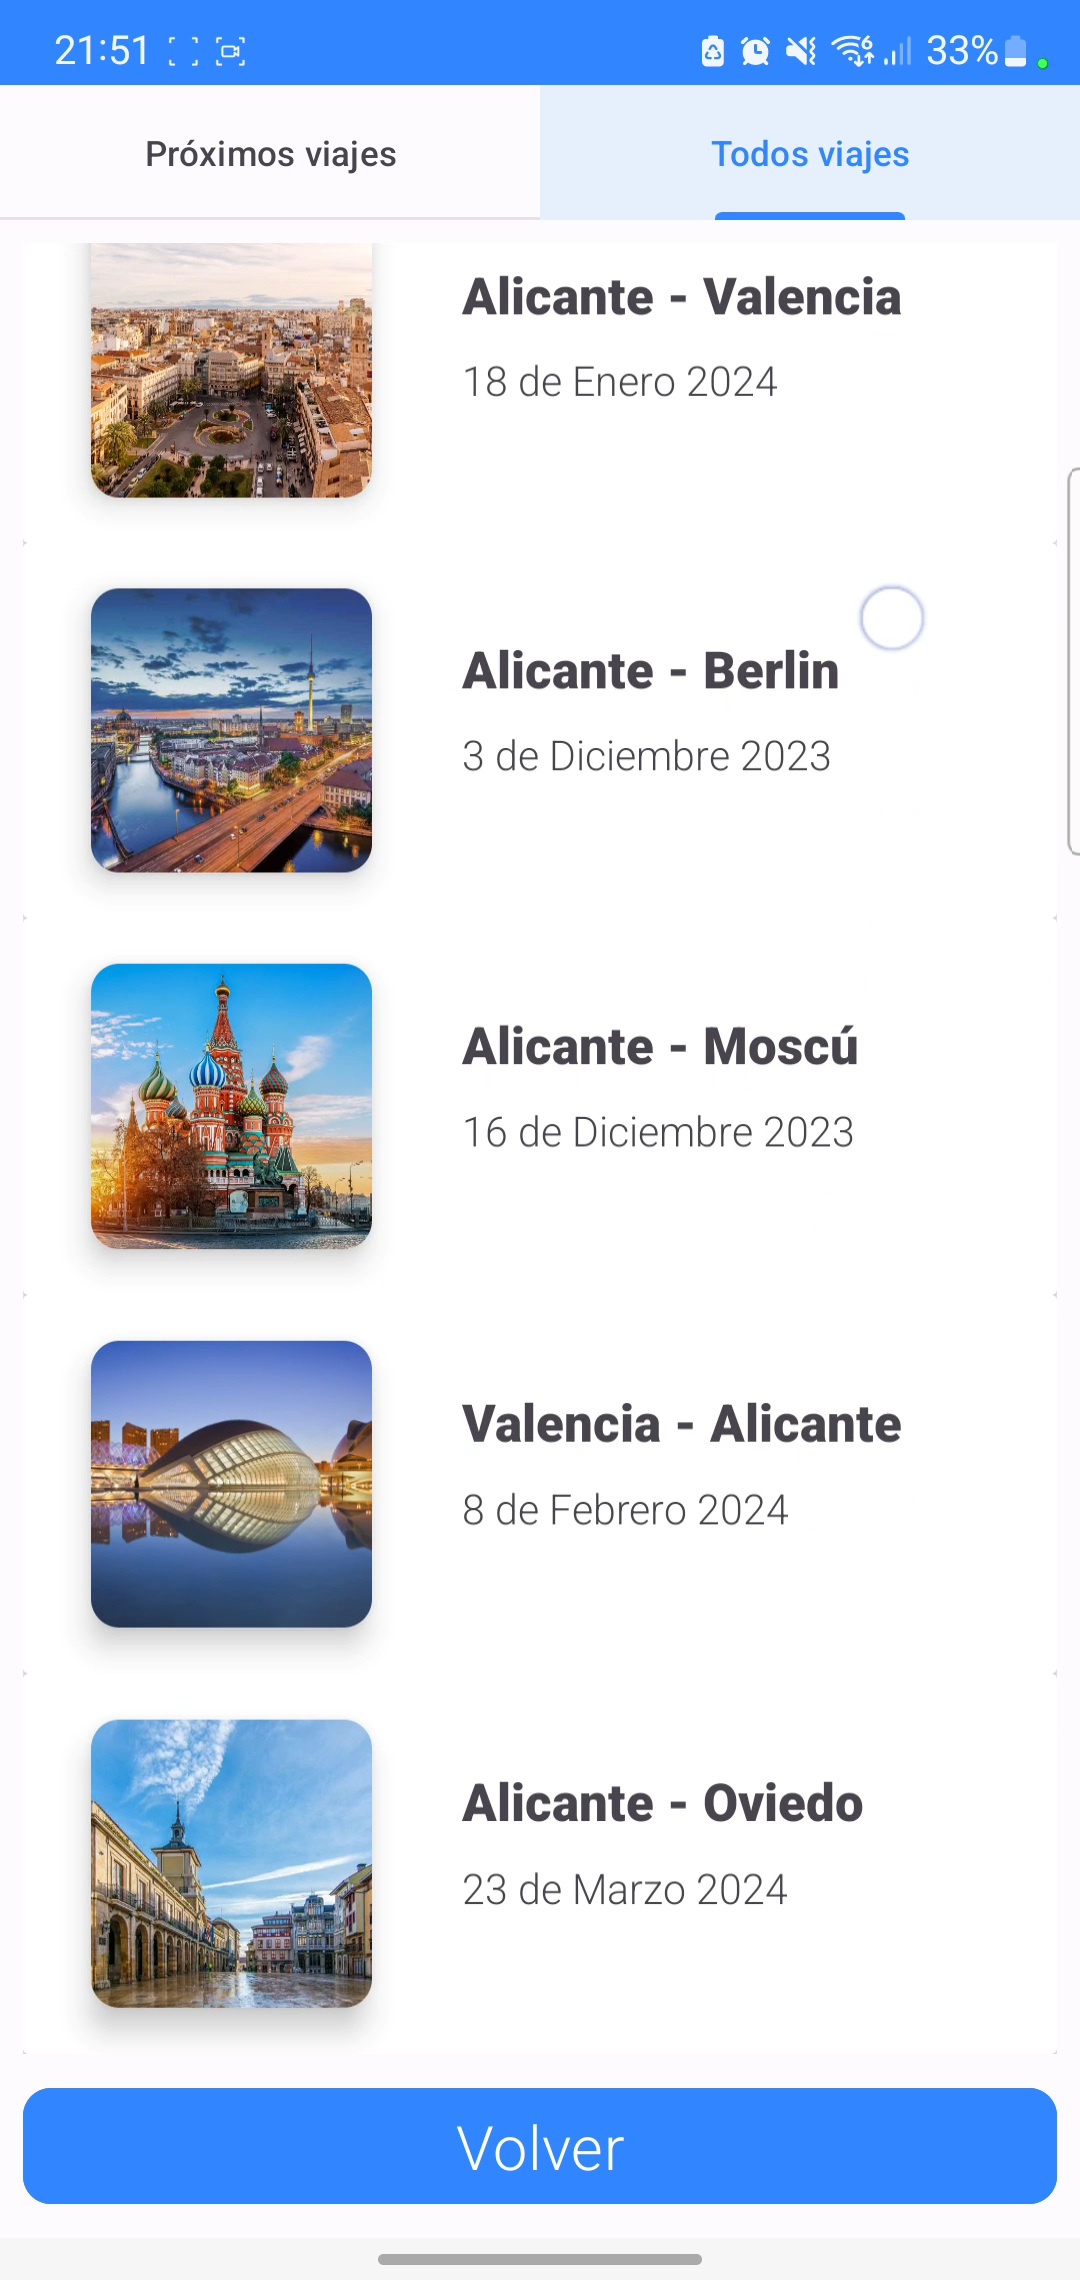 21:51
33%
Próximos viajes
Todos viajes
Alicante - Valencia
18 de Enero 2024
Alicante - Berlin
3 de Diciembre 2023
Alicante - Moscú
16 de Diciembre 2023
Valencia - Alicante
8 de Febrero 2024
Alicante - Oviedo
23 de Marzo 2024
Volver